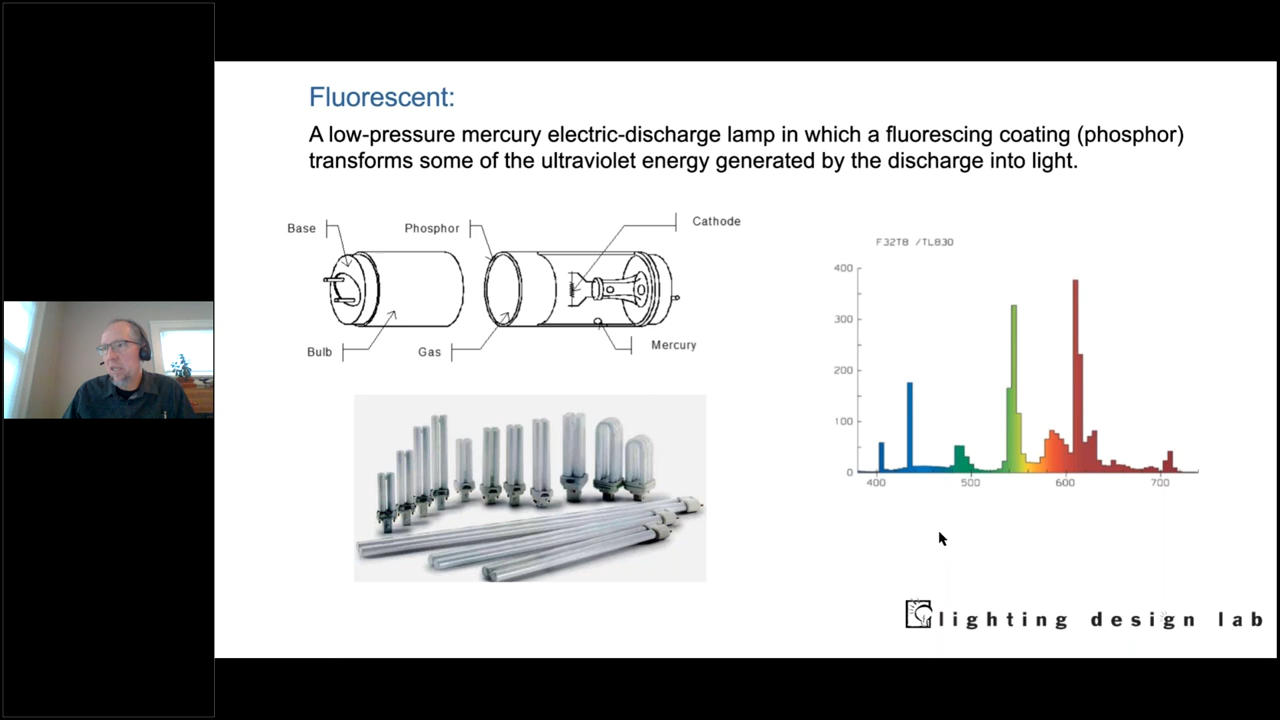 Fluorescent:
A low-pressure mercury electric-discharge lamp in which a fluorescing coating (phosphor)
transforms some of the ultraviolet energy generated by the discharge into light.
Base
Phosphor
Cathode
Bulb
Gas
Mercury
F32T8 /TL830
400
300
200
100
0
400 500 600 700
lighting design lab